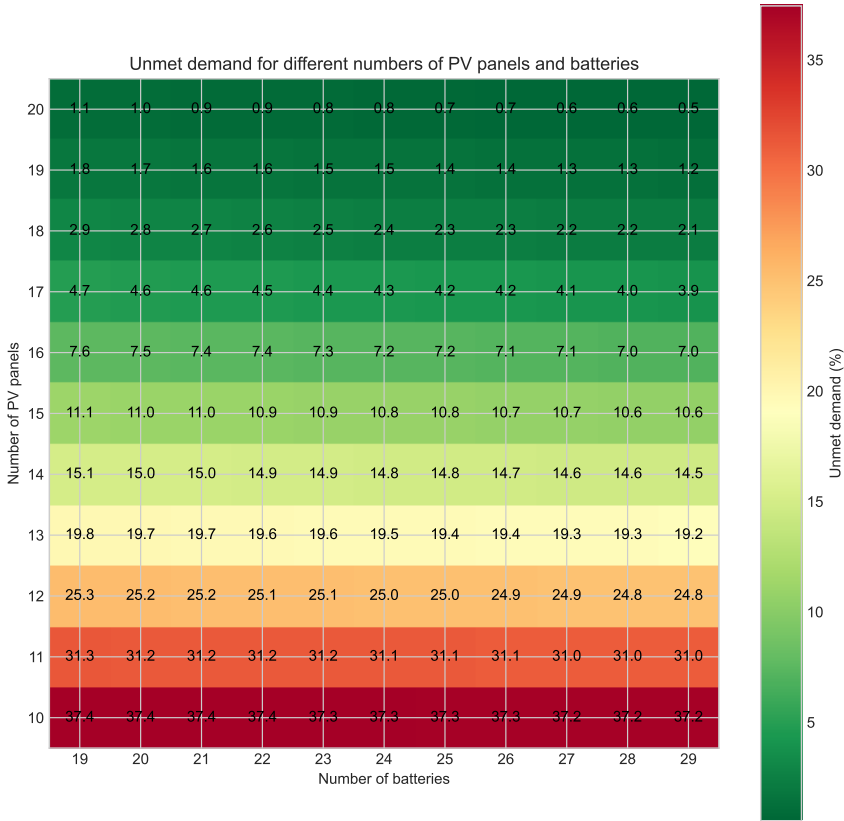 Unmet demand for different numbers of PV panels and batteries
20 1.1 1.0 0.9 0.9 0.8 0.8 0.7 0.7 0.6 0.6 0.5
19 1.8 1.7 1.6 1.6 1.5 1.5 1.4 1.4 1.3 1.3 1.2
18 2.9 2.8 2.7 2.6 2.5 2.4 2.3 2.3 2.2 2.2 2.1
17 4.7 4.6 4.6 4.5 4.4 4.3 4.2 4.2 4.1 4.0 3.9
16 7.6 7.5 7.4 7.4 7.3 7.2 7.2 7.1 7.1 7.0 7.0
15 11.1 11.0 11.0 10.9 10.9 10.8 10.8 10.7 10.7 10.6 10.6
14 15.1 15.0 15.0 14.9 14.9 14.8 14.8 14.7 14.6 14.6 14.5
13 19.8 19.7 19.7 19.6 19.6 19.5 19.4 19.4 19.3 19.3 19.2
12 25.3 25.2 25.2 25.1 25.1 25.0 25.0 24.9 24.9 24.8 24.8
11 31.3 31.2 31.2 31.2 31.2 31.1 31.1 31.1 31.0 31.0 31.0
10 37.4 37.4 37.4 37.4 37.3 37.3 37.3 37.3 37.2 37.2 37.2
19 20 21 22 23 24 25 26 27 28 29
Number of batteries
Number of PV panels
35
30
25
20
15
10
5
Unmet demand (%)